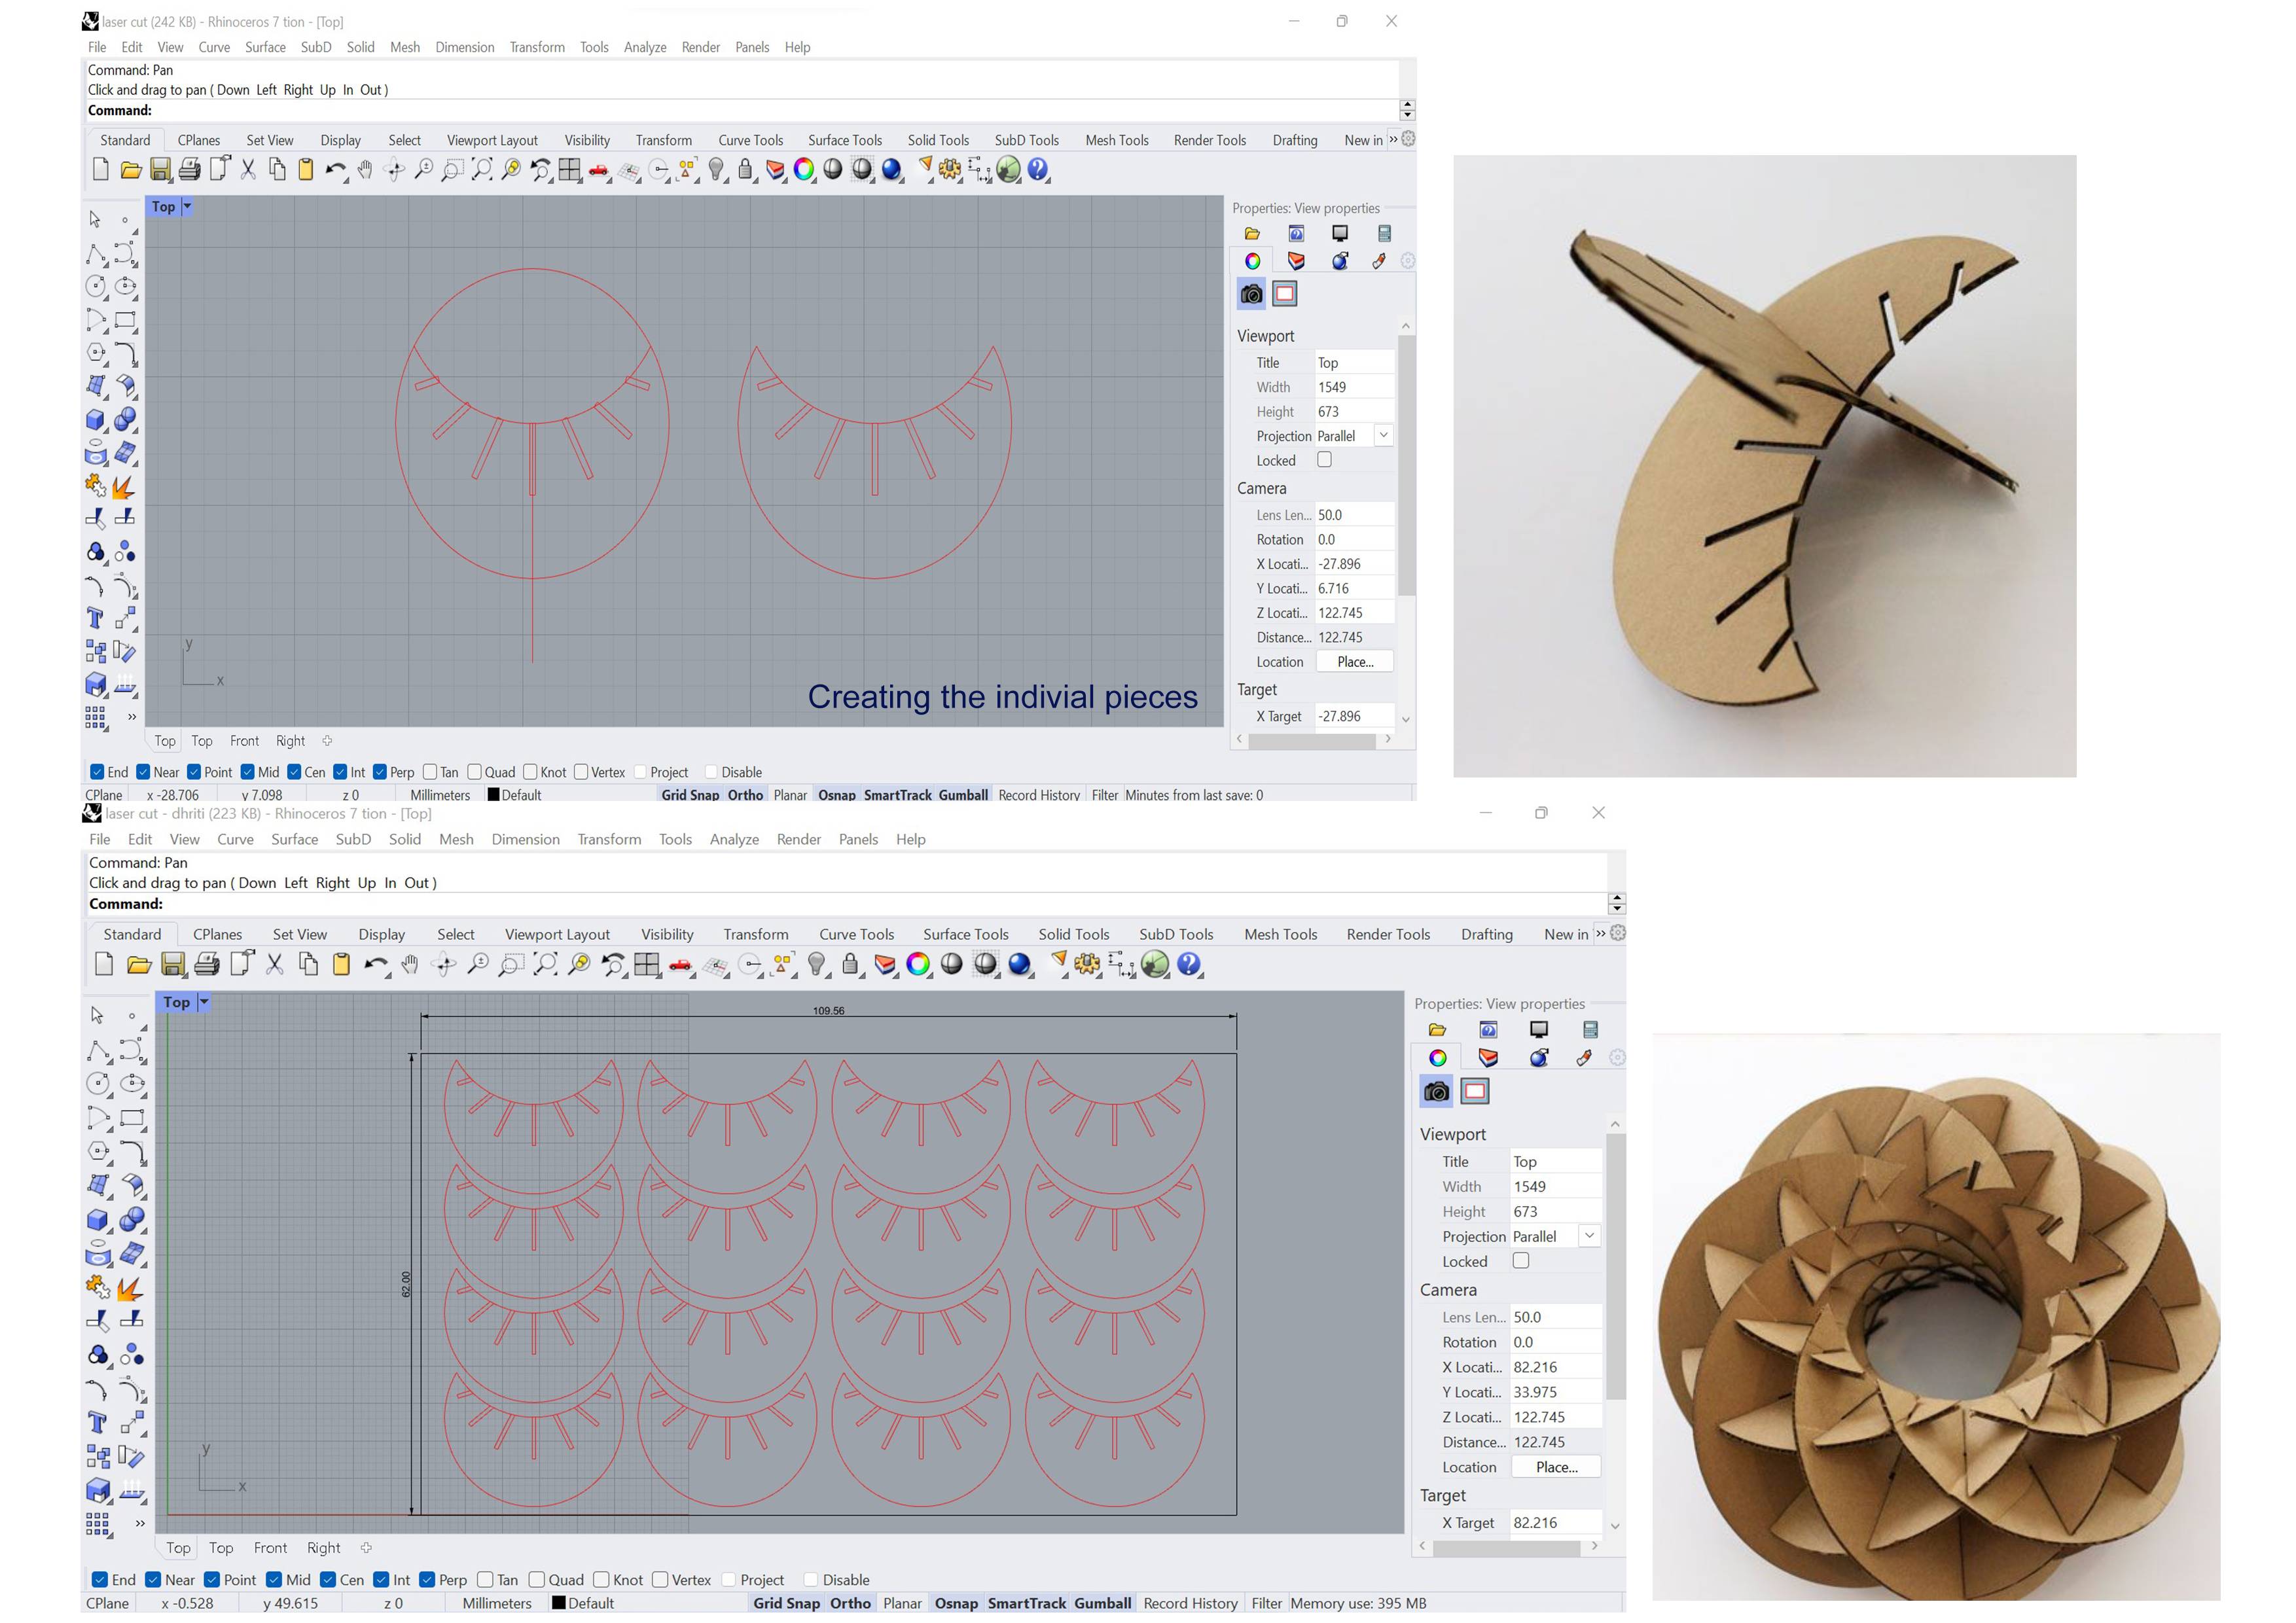 laser cut (242 KB) - Rhinoceros 7 tion - [Top]
File Edit View Curve Surface SubD Solid Mesh Dimension Transform Tools Analyze Render Panels Help
Command: Pan
Click and drag to pan ( Down Left Right Up In Out )
Command:
Standard CPlanes Set View Display Select Viewport Layout Visibility Transform Curve Tools Surface Tools Solid Tools SubD Tools Mesh Tools Render Tools Drafting New in
Top
Properties: View properties
Viewport
Title Top
Width 1549
Height 673
Projection Parallel
Locked
Camera
Lens Len... 50.0
Rotation 0.0
X Locati... -27.896
Y Locati... 6.716
Z Locati... 122.745
Distance... 122.745
Location Place...
Target
X Target -27.896
y
x
Creating the indivial pieces
Top Top Front Right
End Near Point Mid Cen Int Perp Tan Quad Knot Vertex Project Disable
CPlane x -28.706 y 7.098 z 0 Millimeters Default Grid Snap Ortho Planar Osnap SmartTrack Gumball Record History Filter Minutes from last save: 0
laser cut - dhriti (223 KB) - Rhinoceros 7 tion - [Top]
File Edit View Curve Surface SubD Solid Mesh Dimension Transform Tools Analyze Render Panels Help
Command: Pan
Click and drag to pan ( Down Left Right Up In Out )
Command:
Standard CPlanes Set View Display Select Viewport Layout Visibility Transform Curve Tools Surface Tools Solid Tools SubD Tools Mesh Tools Render Tools Drafting New in
Top
109.56
62.00
y
x
Properties: View properties
Viewport
Title Top
Width 1549
Height 673
Projection Parallel
Locked
Camera
Lens Len... 50.0
Rotation 0.0
X Locati... 82.216
Y Locati... 33.975
Z Locati... 122.745
Distance... 122.745
Location Place...
Target
X Target 82.216
Top Top Front Right
End Near Point Mid Cen Int Perp Tan Quad Knot Vertex Project Disable
CPlane x -0.528 y 49.615 z 0 Millimeters Default Grid Snap Ortho Planar Osnap SmartTrack Gumball Record History Filter Memory use: 395 MB